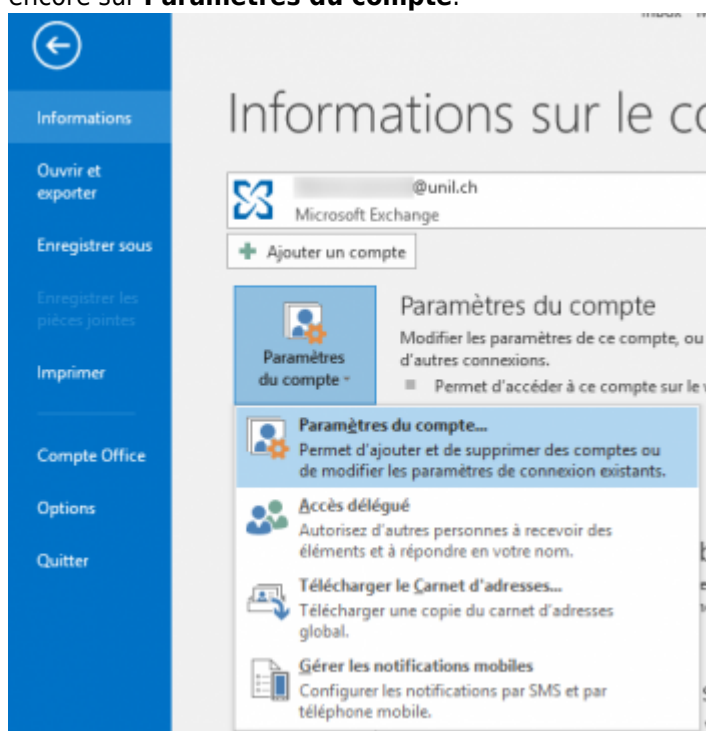 encore sur Paramètres du compte.
Informations
Ouvrir et
exporter
Enregistrer sous
Enregistrer les
pièces jointes
Imprimer
Compte Office
Options
Quitter
Informations sur le co
@unil.ch
Microsoft Exchange
Ajouter un compte
Paramètres
du compte
Paramètres du compte
Modifier les paramètres de ce compte, ou
d'autres connexions.
Permet d'accéder à ce compte sur le
Paramètres du compte...
Permet d'ajouter et de supprimer des comptes ou
de modifier les paramètres de connexion existants.
Accès délégué
Autorisez d'autres personnes à recevoir des
éléments et à répondre en votre nom.
Télécharger le Carnet d'adresses...
Télécharger une copie du carnet d'adresses
global.
Gérer les notifications mobiles
Configurer les notifications par SMS et par
téléphone mobile.